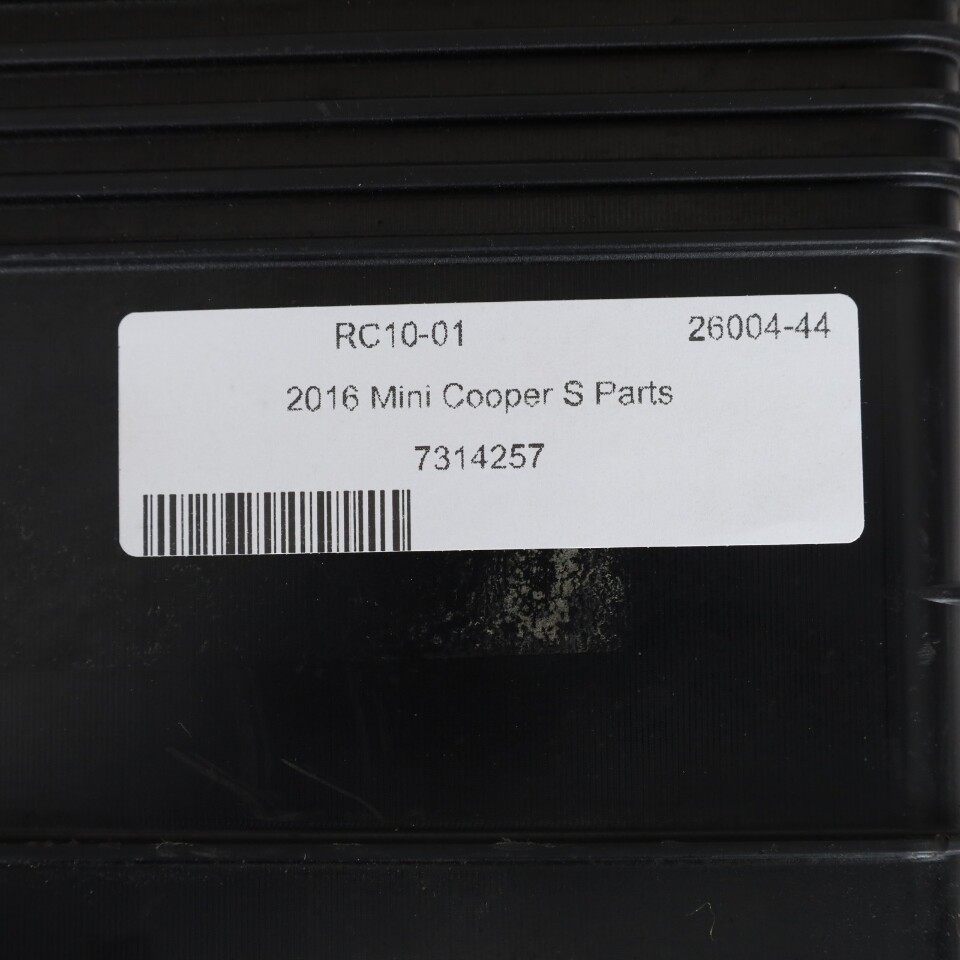 RC10-01 26004-44
2016 Mini Cooper S Parts
7314257